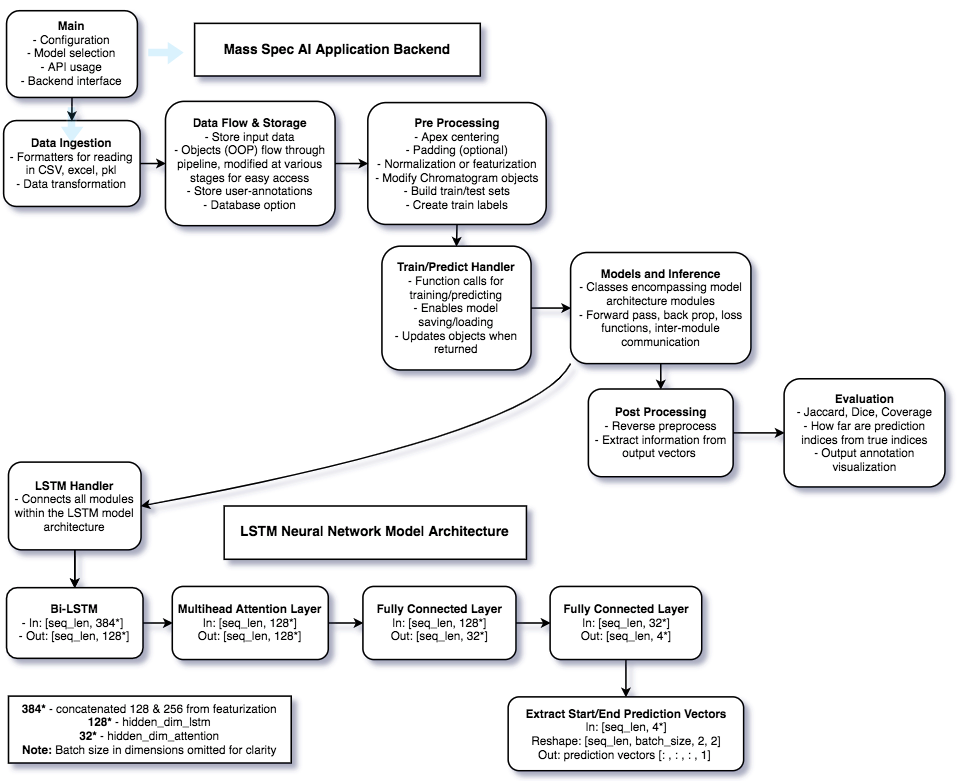 Main
- Configuration
- Model selection
- API usage
- Backend interface
Mass Spec AI Application Backend
Data Ingestion
- Formatters for reading
in CSV, excel, pkl
- Data transformation
Data Flow & Storage
- Store input data
- Objects (OOP) flow through
pipeline, modified at various
stages for easy access
- Store user-annotations
- Database option
Pre Processing
- Apex centering
- Padding (optional)
- Normalization or featurization
- Modify Chromatogram objects
- Build train/test sets
- Create train labels
Train/Predict Handler
- Function calls for
training/predicting
- Enables model
saving/loading
- Updates objects when
returned
Models and Inference
- Classes encompassing model
architecture modules
- Forward pass, back prop, loss
functions, inter-module
communication
Post Processing
- Reverse preprocess
- Extract information from
output vectors
Evaluation
- Jaccard, Dice, Coverage
- How far are prediction
indices from true indices
- Output annotation
visualization
LSTM Handler
- Connects all modules
within the LSTM model
architecture
LSTM Neural Network Model Architecture
Bi-LSTM
- In: [seq_len, 384*]
- Out: [seq_len, 128*]
Multihead Attention Layer
In: [seq_len, 128*]
Out: [seq_len, 128*]
Fully Connected Layer
In: [seq_len, 128*]
Out: [seq_len, 32*]
Fully Connected Layer
In: [seq_len, 32*]
Out: [seq_len, 4*]
384* - concatenated 128 & 256 from featurization
128* - hidden_dim_lstm
32* - hidden_dim_attention
Note: Batch size in dimensions omitted for clarity
Extract Start/End Prediction Vectors
In: [seq_len, 4*]
Reshape: [seq_len, batch_size, 2, 2]
Out: prediction vectors [: , : , : , 1]